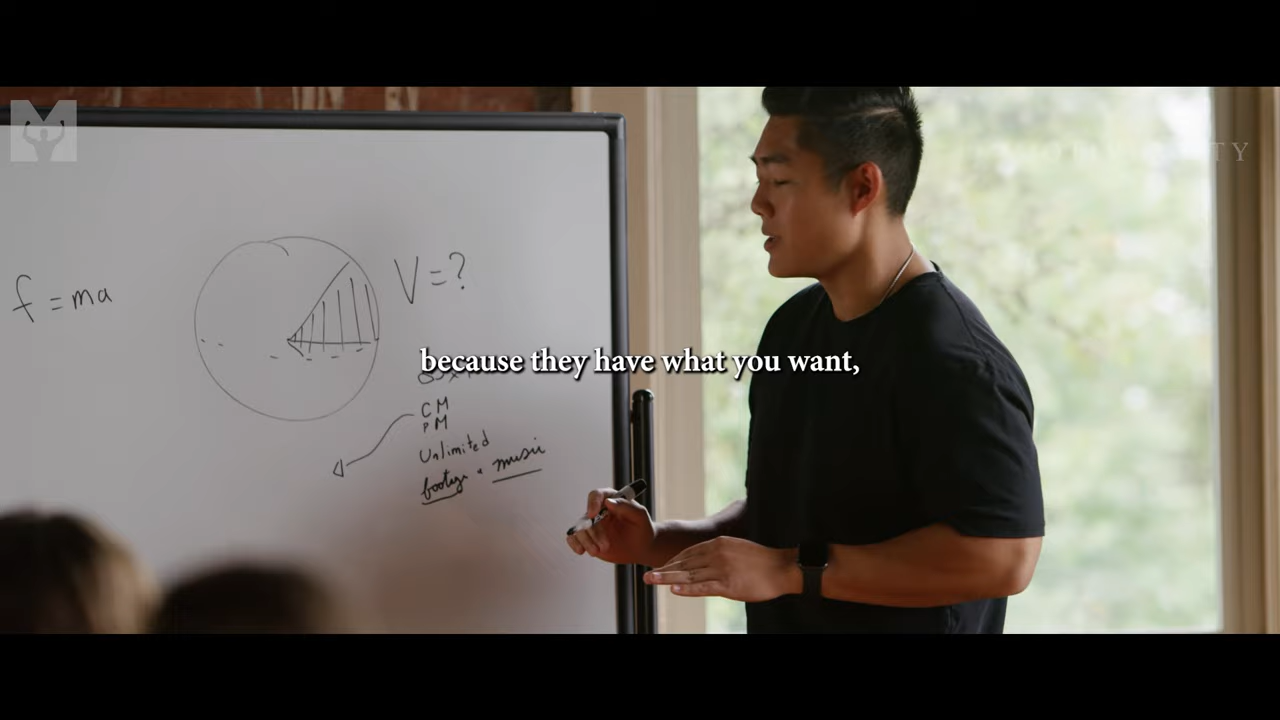 f = ma
V = ?
because they have what you want,
CM
PM
Unlimited
footage + music